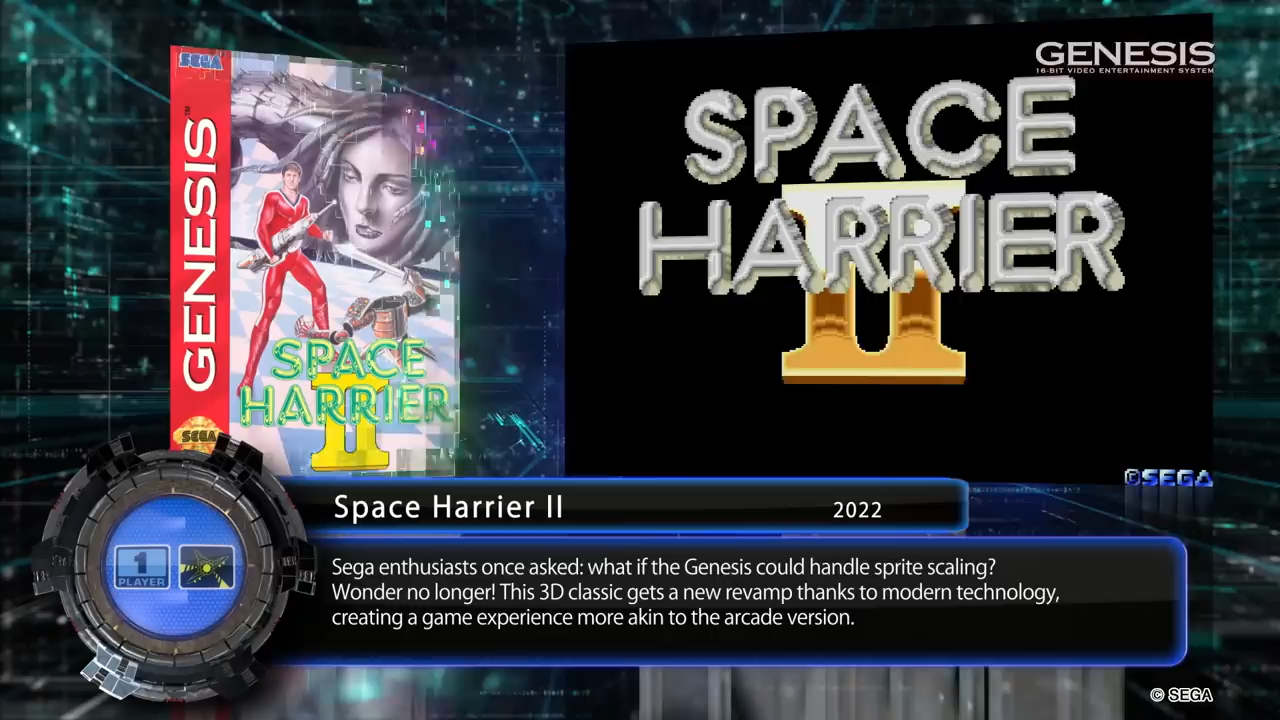 SEGA
GENESIS™
SPACE
HARRIER
II
SEGA
GENESIS
16-BIT VIDEO ENTERTAINMENT SYSTEM
SPACE
HARRIER
II
©SEGA
Space Harrier II 2022
1
PLAYER
Sega enthusiasts once asked: what if the Genesis could handle sprite scaling?
Wonder no longer! This 3D classic gets a new revamp thanks to modern technology,
creating a game experience more akin to the arcade version.
© SEGA